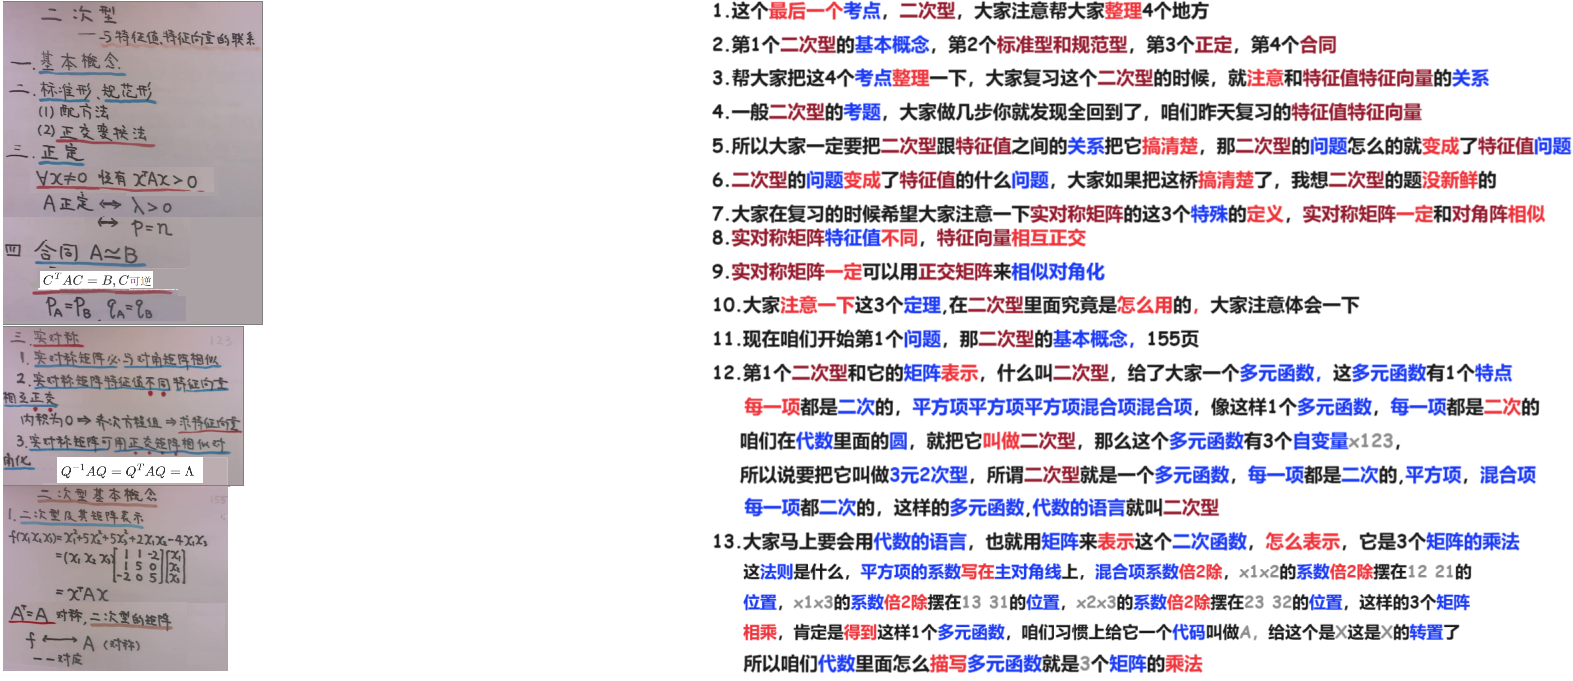 二次型
——与特征值、特征向量的联系
一. 基本概念
二. 标准形、规范形
(1) 配方法
(2) 正交变换法
三. 正定
∀x≠0 恒有 xᵀAx>0
A正定 ⟷ λ>0
⟷ p=n
四 合同 A≃B
C^T AC = B, C可逆
p_A=p_B q_A=q_B
三. 实对称 123
1. 实对称矩阵必与对角矩阵相似
2. 实对称矩阵特征值不同 特征向量
相互正交
内积为0 ⇒ 齐次方程组 ⇒ 求特征向量
3. 实对称矩阵可用正交矩阵相似对
角化
Q⁻¹AQ = QᵀAQ = Λ
二次型基本概念 155
1. 二次型及其矩阵表示
f(x₁x₂x₃)=x₁²+5x₂²+5x₃²+2x₁x₂-4x₁x₃
=(x₁ x₂ x₃)[1 1 -2][x₁]
[1 5 0][x₂]
[-2 0 5][x₃]
=xᵀAx
Aᵀ=A 对称, 二次型的矩阵
f ⟷ A (对称)
一一对应
1.这个最后一个考点，二次型，大家注意帮大家整理4个地方
2.第1个二次型的基本概念，第2个标准型和规范型，第3个正定，第4个合同
3.帮大家把这4个考点整理一下，大家复习这个二次型的时候，就注意和特征值特征向量的关系
4.一般二次型的考题，大家做几步你就发现全回到了，咱们昨天复习的特征值特征向量
5.所以大家一定要把二次型跟特征值之间的关系把它搞清楚，那二次型的问题怎么的就变成了特征值问题
6.二次型的问题变成了特征值的什么问题，大家如果把这桥搞清楚了，我想二次型的题没新鲜的
7.大家在复习的时候希望大家注意一下实对称矩阵的这3个特殊的定义，实对称矩阵一定和对角阵相似
8.实对称矩阵特征值不同，特征向量相互正交
9.实对称矩阵一定可以用正交矩阵来相似对角化
10.大家注意一下这3个定理,在二次型里面究竟是怎么用的，大家注意体会一下
11.现在咱们开始第1个问题，那二次型的基本概念，155页
12.第1个二次型和它的矩阵表示，什么叫二次型，给了大家一个多元函数，这多元函数有1个特点
每一项都是二次的，平方项平方项平方项混合项混合项，像这样1个多元函数，每一项都是二次的
咱们在代数里面的圆，就把它叫做二次型，那么这个多元函数有3个自变量x123，
所以说要把它叫做3元2次型，所谓二次型就是一个多元函数，每一项都是二次的,平方项，混合项
每一项都二次的，这样的多元函数,代数的语言就叫二次型
13.大家马上要会用代数的语言，也就用矩阵来表示这个二次函数，怎么表示，它是3个矩阵的乘法
这法则是什么，平方项的系数写在主对角线上，混合项系数倍2除，x1x2的系数倍2除摆在12 21的
位置，x1x3的系数倍2除摆在13 31的位置，x2x3的系数倍2除摆在23 32的位置，这样的3个矩阵
相乘，肯定是得到这样1个多元函数，咱们习惯上给它一个代码叫做A，给这个是X这是X的转置了
所以咱们代数里面怎么描写多元函数就是3个矩阵的乘法